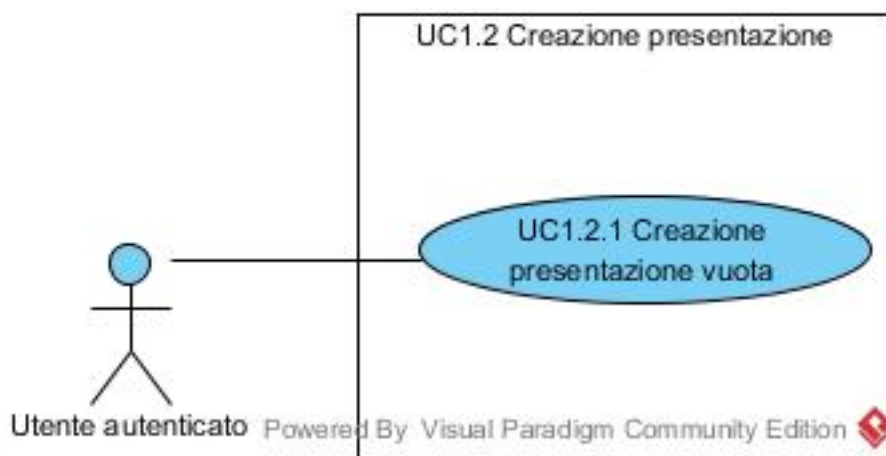 UC1.2 Creazione presentazione
UC1.2.1 Creazione
presentazione vuota
Utente autenticato
Powered By Visual Paradigm Community Edition